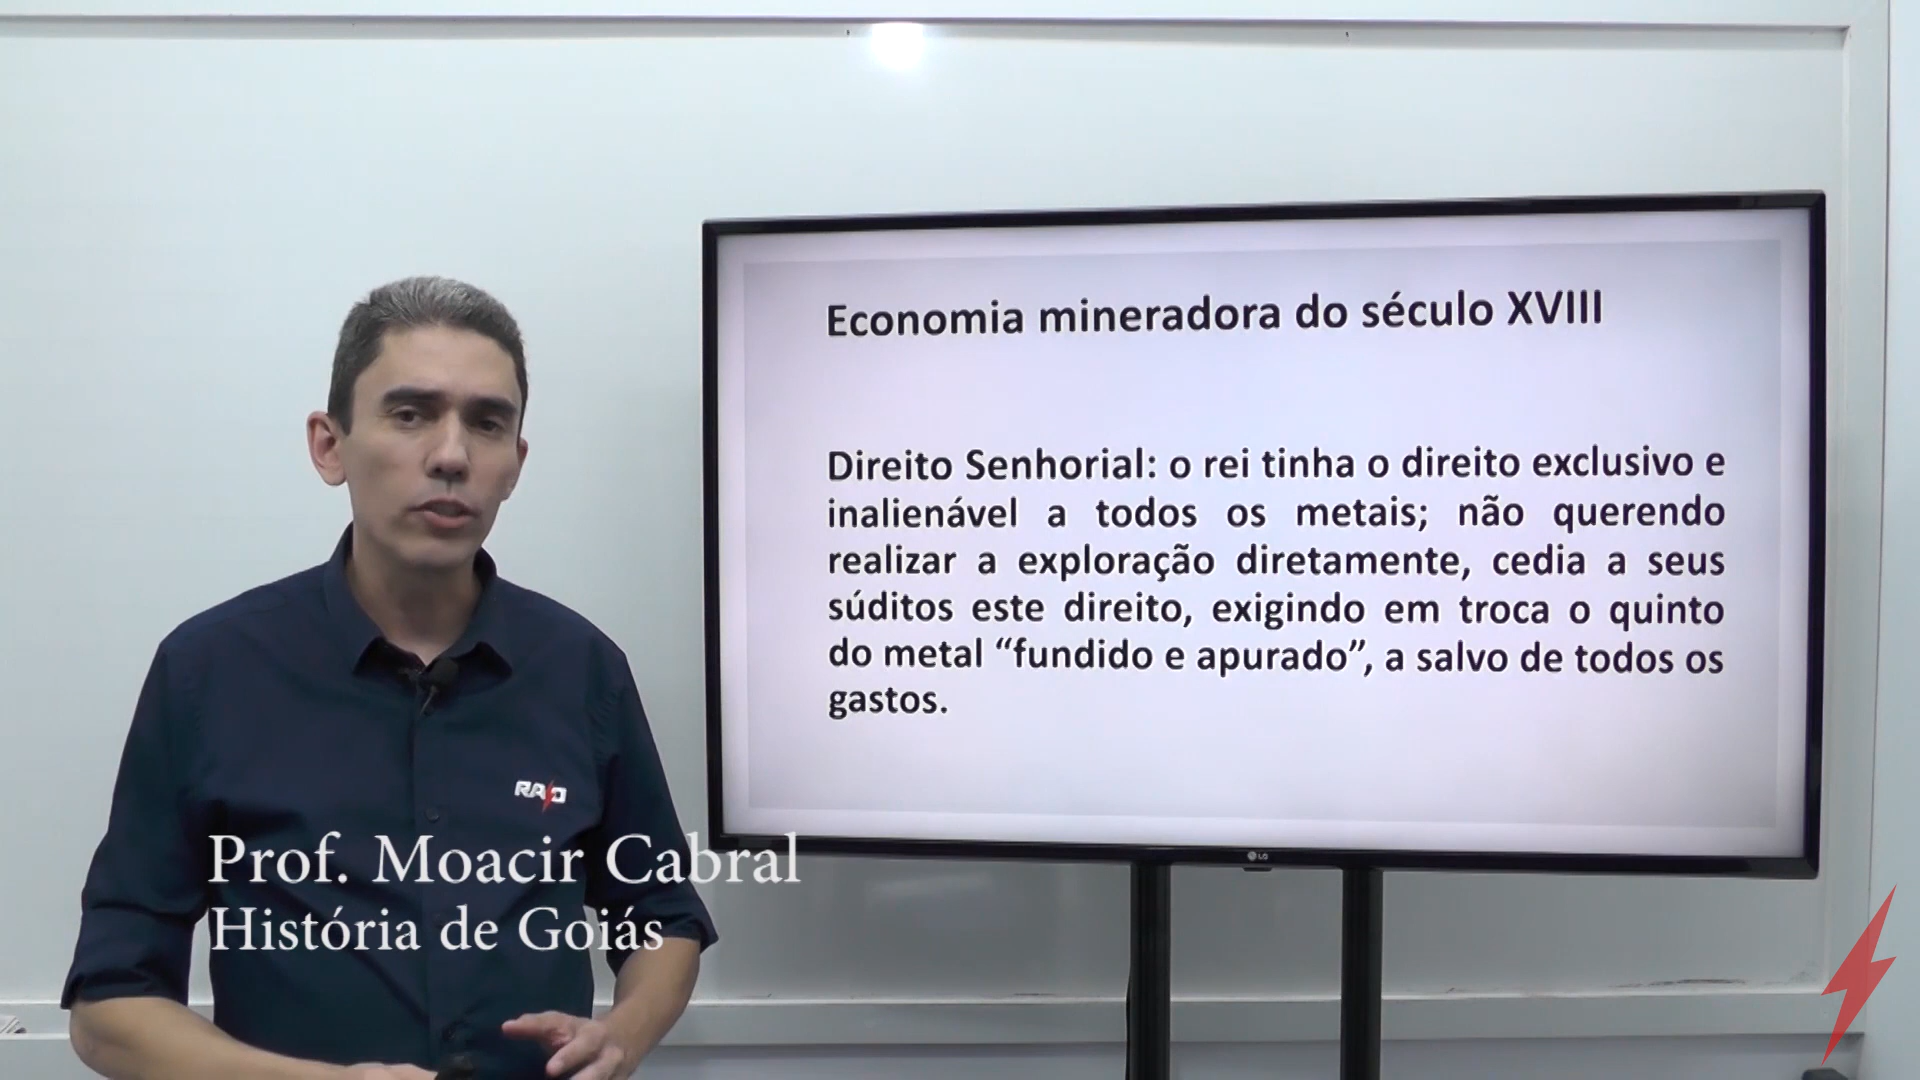 Economia mineradora do século XVIII
Direito Senhorial: o rei tinha o direito exclusivo e
inalienável a todos os metais; não querendo
realizar a exploração diretamente, cedia a seus
súditos este direito, exigindo em troca o quinto
do metal “fundido e apurado”, a salvo de todos os
gastos.
LG
RAIO
Prof. Moacir Cabral
História de Goiás